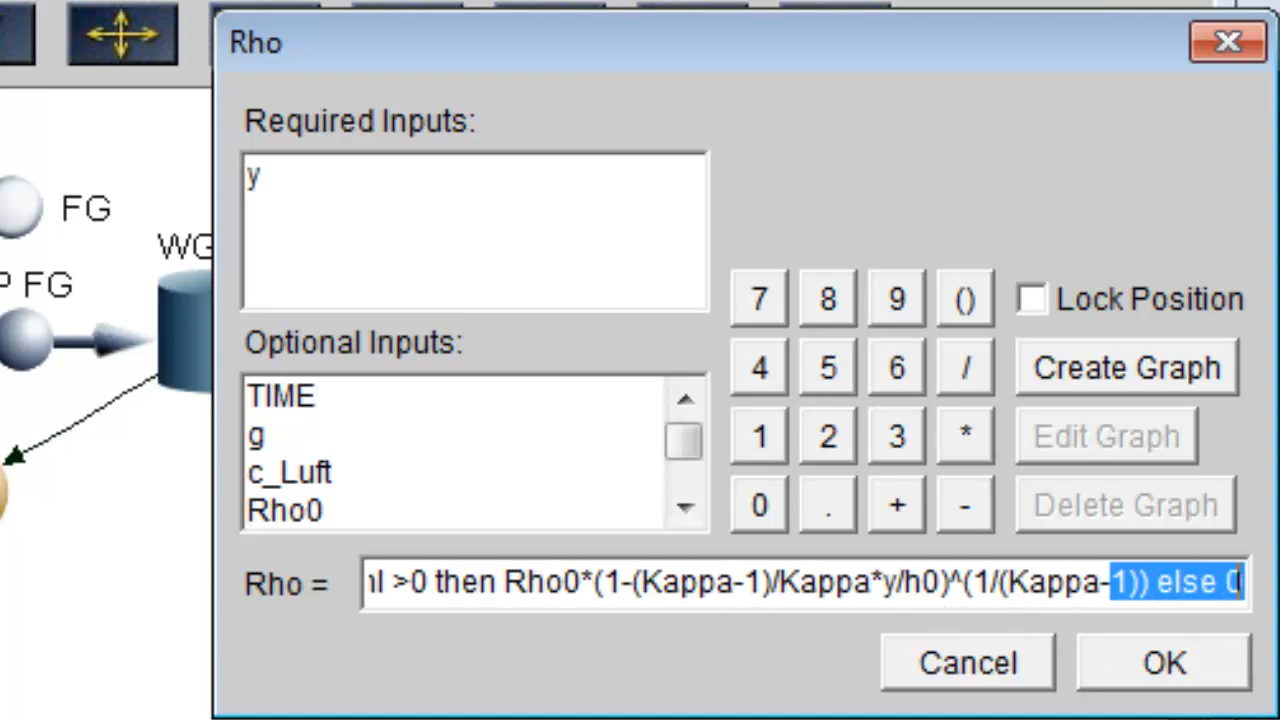 Rho
Required Inputs:
y
FG
WG
P FG
7 8 9 () Lock Position
Optional Inputs:
4 5 6 / Create Graph
TIME
g
c_Luft
Rho0
1 2 3 * Edit Graph
0 . + - Delete Graph
Rho = >0 then Rho0*(1-(Kappa-1)/Kappa*y/h0)^(1/(Kappa-1)) else 0
Cancel OK